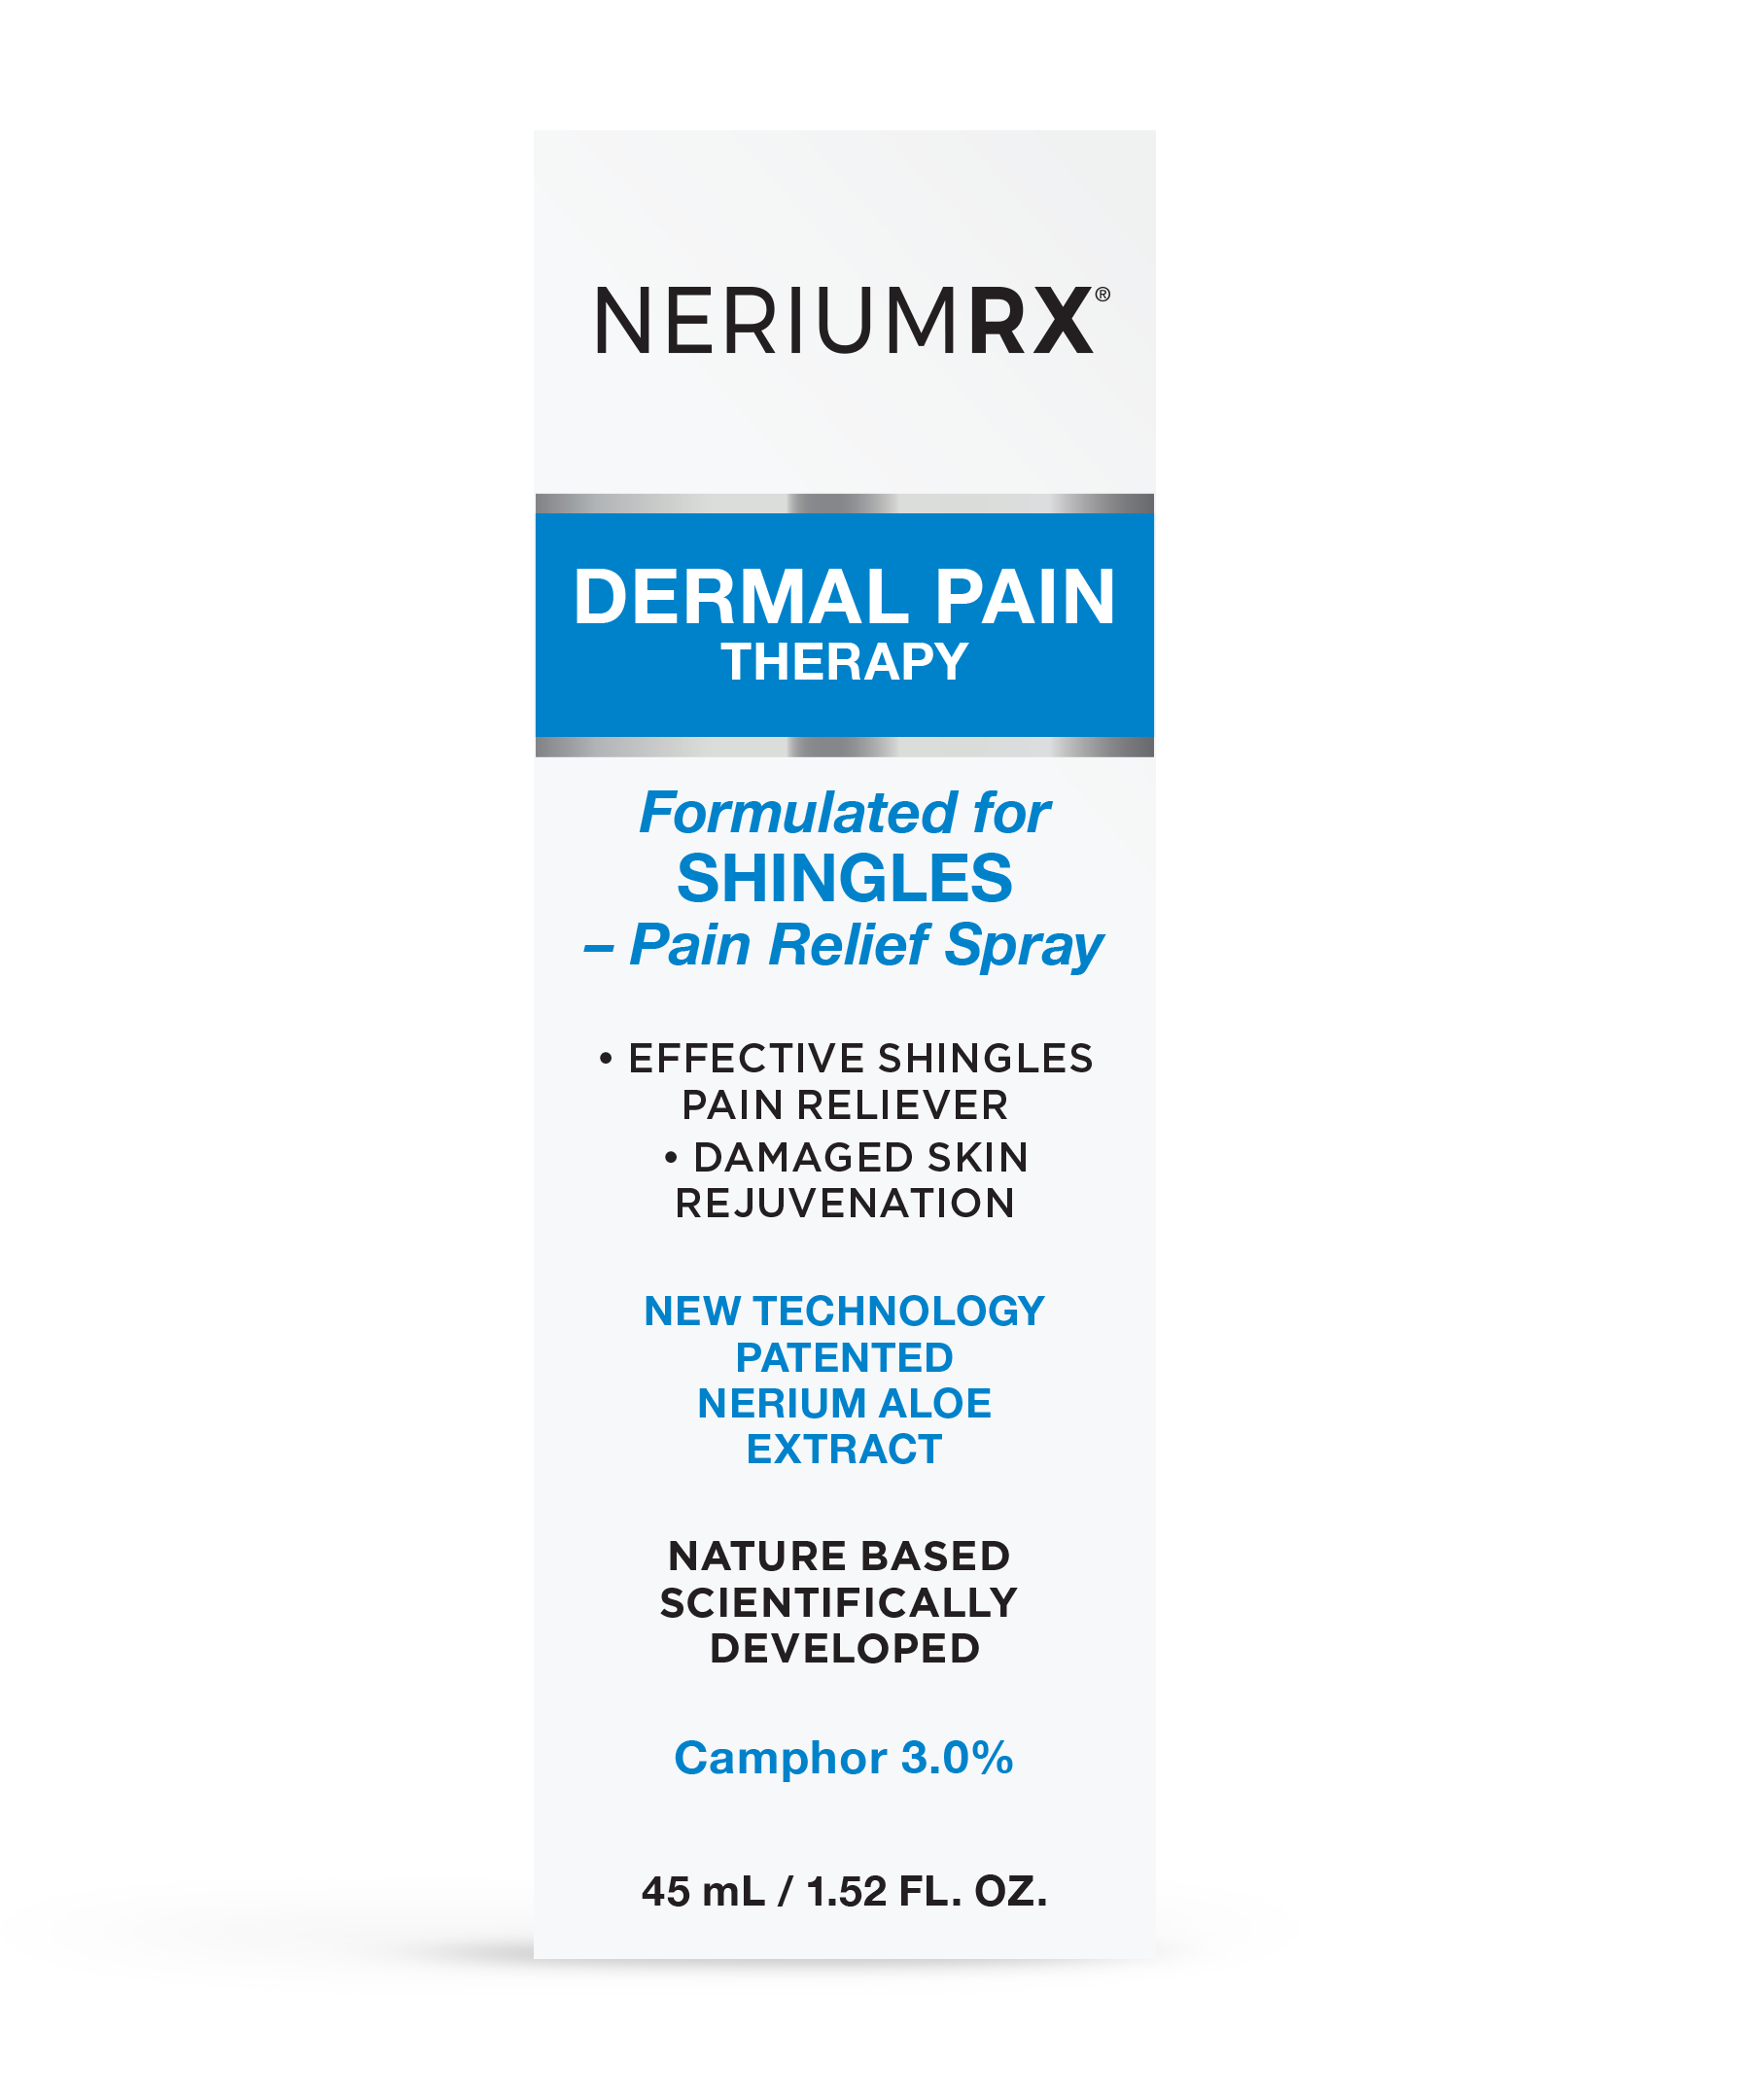 NERIUMRX®
DERMAL PAIN
THERAPY
Formulated for
SHINGLES
– Pain Relief Spray
• EFFECTIVE SHINGLES
PAIN RELIEVER
• DAMAGED SKIN
REJUVENATION
NEW TECHNOLOGY
PATENTED
NERIUM ALOE
EXTRACT
NATURE BASED
SCIENTIFICALLY
DEVELOPED
Camphor 3.0%
45 mL / 1.52 FL. OZ.